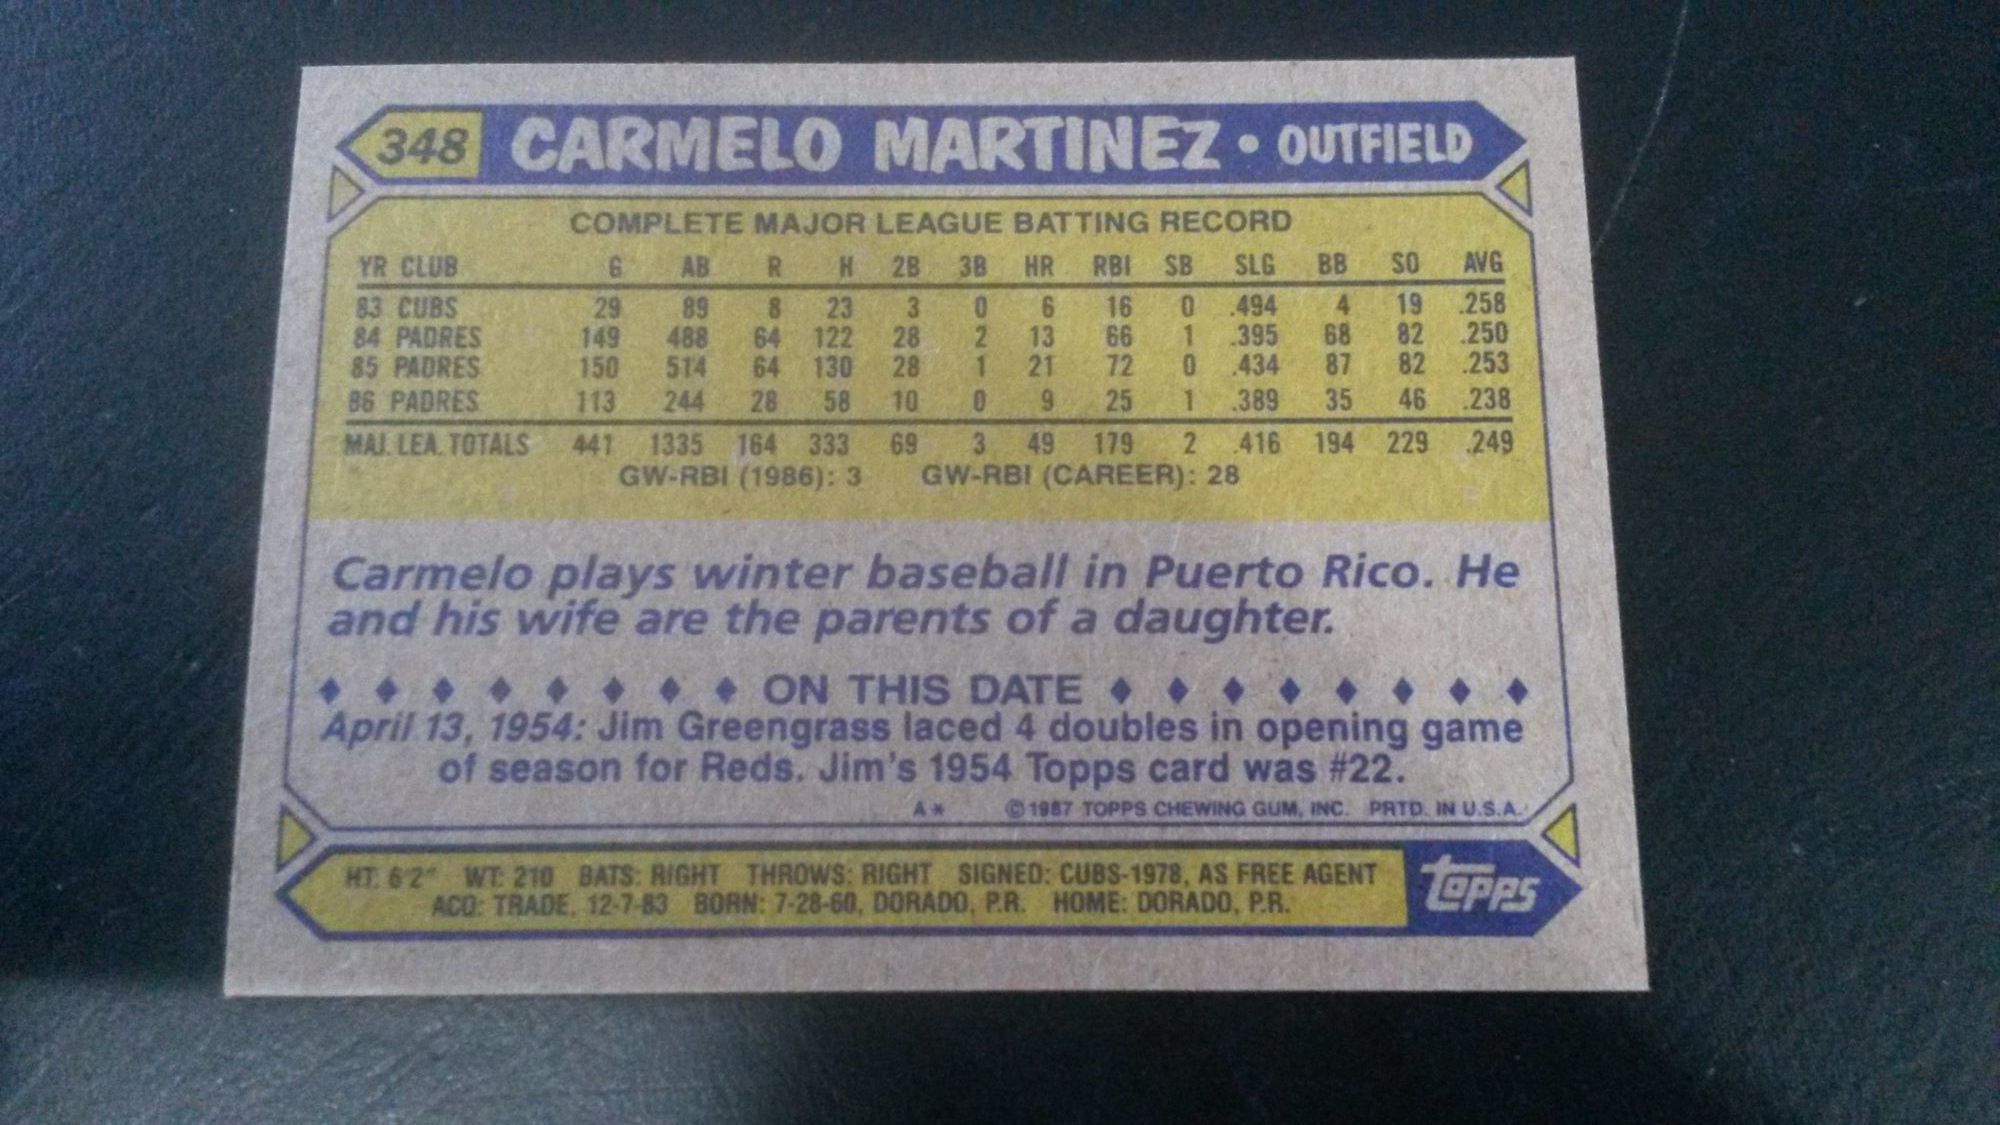 348 CARMELO MARTINEZ • OUTFIELD
COMPLETE MAJOR LEAGUE BATTING RECORD
YR CLUB G AB R H 2B 3B HR RBI SB SLG BB SO AVG
83 CUBS 29 89 8 23 3 0 6 16 0 .494 4 19 .258
84 PADRES 149 488 64 122 28 2 13 66 1 .395 68 82 .250
85 PADRES 150 514 64 130 28 1 21 72 0 .434 87 82 .253
86 PADRES 113 244 28 58 10 0 9 25 1 .389 35 46 .238
MAJ. LEA. TOTALS 441 1335 164 333 69 3 49 179 2 .416 194 229 .249
GW-RBI (1986): 3 GW-RBI (CAREER): 28
Carmelo plays winter baseball in Puerto Rico. He
and his wife are the parents of a daughter.
♦ ♦ ♦ ♦ ♦ ♦ ♦ ♦ ON THIS DATE ♦ ♦ ♦ ♦ ♦ ♦ ♦ ♦
April 13, 1954: Jim Greengrass laced 4 doubles in opening game
of season for Reds. Jim's 1954 Topps card was #22.
A* © 1987 TOPPS CHEWING GUM, INC. PRTD. IN U.S.A.
HT: 6'2" WT: 210 BATS: RIGHT THROWS: RIGHT SIGNED: CUBS-1978, AS FREE AGENT
ACQ: TRADE, 12-7-83 BORN: 7-28-60, DORADO, P.R. HOME: DORADO, P.R.
topps